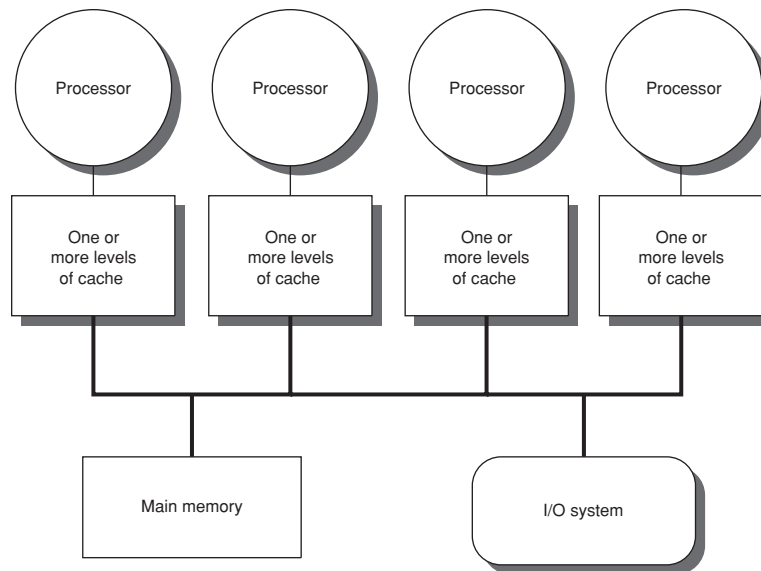 Processor
Processor
Processor
Processor
One or
more levels
of cache
One or
more levels
of cache
One or
more levels
of cache
One or
more levels
of cache
Main memory
I/O system